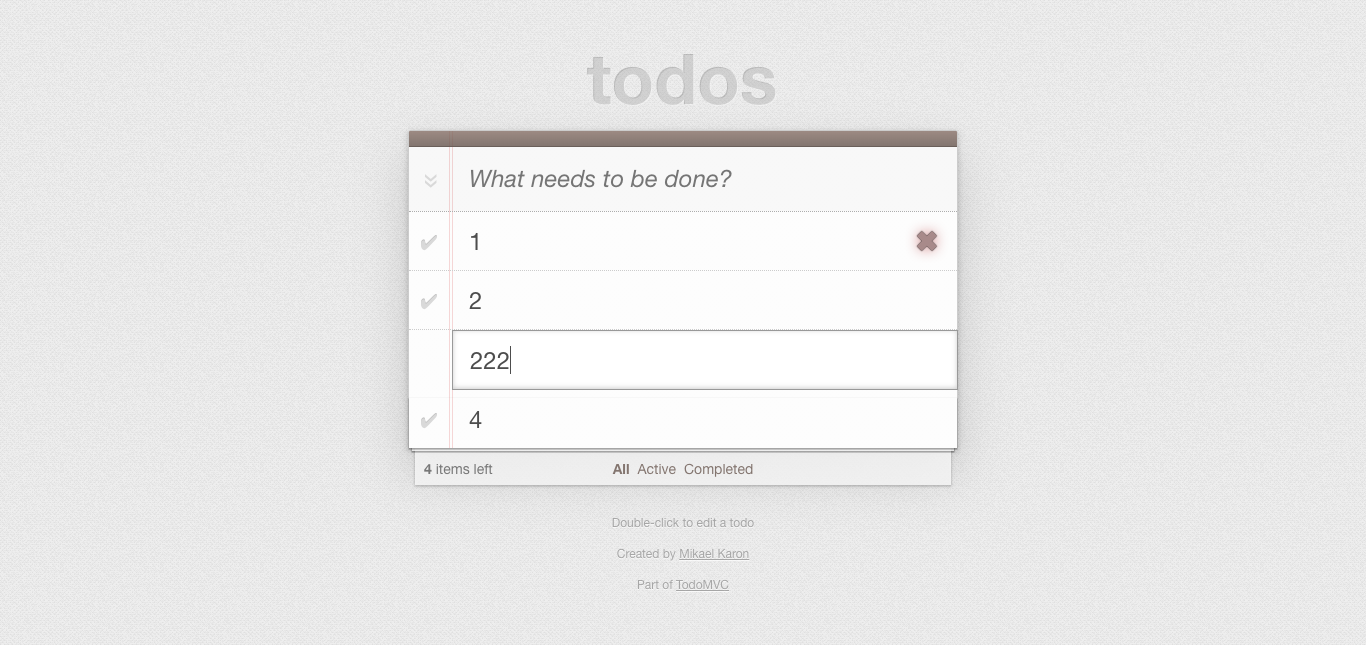 todos
What needs to be done?
1
2
222
4
4 items left All Active Completed
Double-click to edit a todo
Created by Mikael Karon
Part of TodoMVC